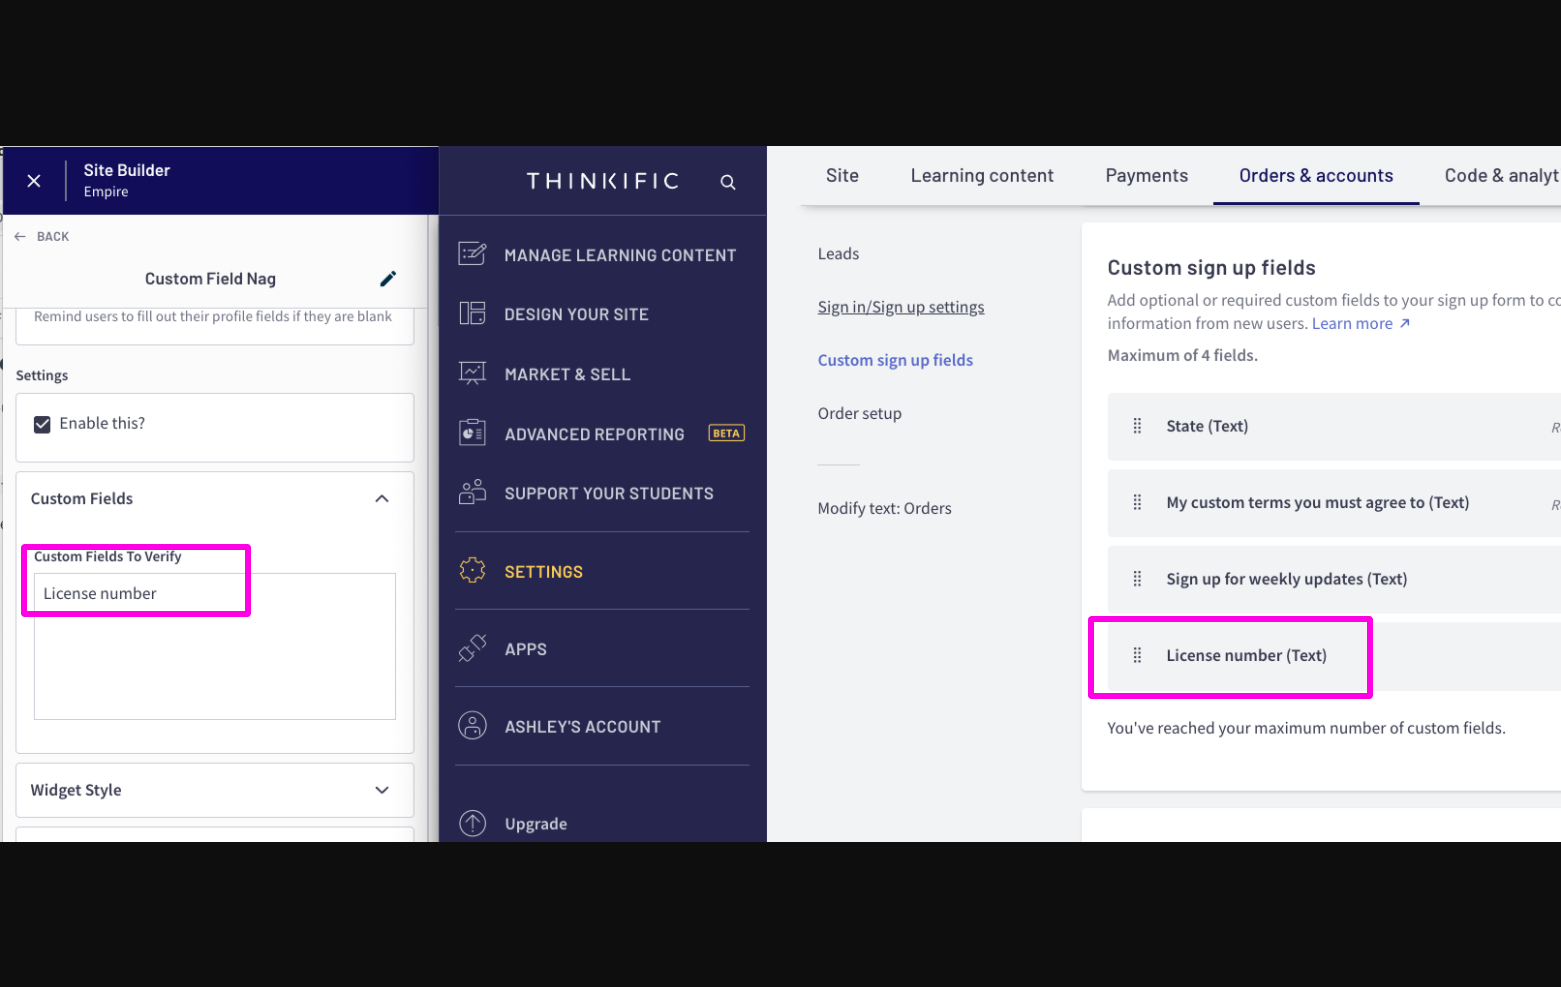 Site Builder
Empire
BACK
Custom Field Nag
Remind users to fill out their profile fields if they are blank
Settings
Enable this?
Custom Fields
Custom Fields To Verify
License number
Widget Style
THINKIFIC
MANAGE LEARNING CONTENT
DESIGN YOUR SITE
MARKET & SELL
ADVANCED REPORTING BETA
SUPPORT YOUR STUDENTS
SETTINGS
APPS
ASHLEY'S ACCOUNT
Upgrade
Site Learning content Payments Orders & accounts Code & analyt
Leads
Sign in/Sign up settings
Custom sign up fields
Order setup
Modify text: Orders
Custom sign up fields
Add optional or required custom fields to your sign up form to co
information from new users. Learn more
Maximum of 4 fields.
State (Text)
My custom terms you must agree to (Text)
Sign up for weekly updates (Text)
License number (Text)
You've reached your maximum number of custom fields.